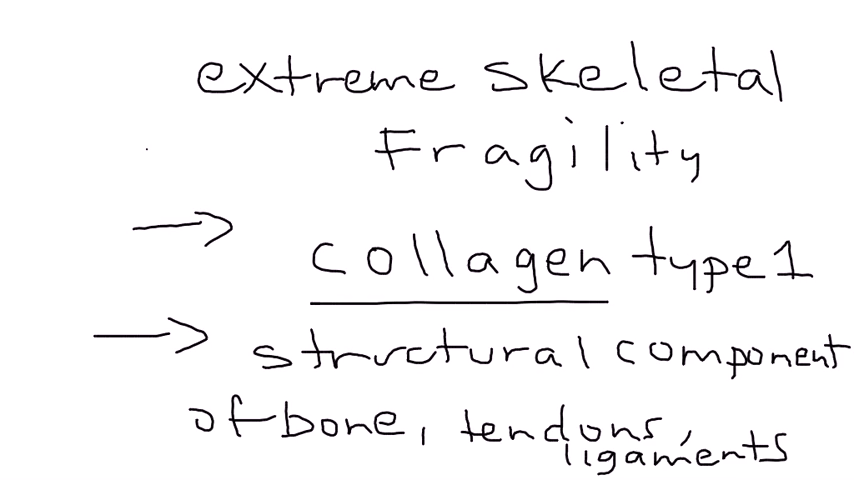 extreme skeletal
Fragility
→ collagen type 1
→ structural component
of bone, tendons,
ligaments